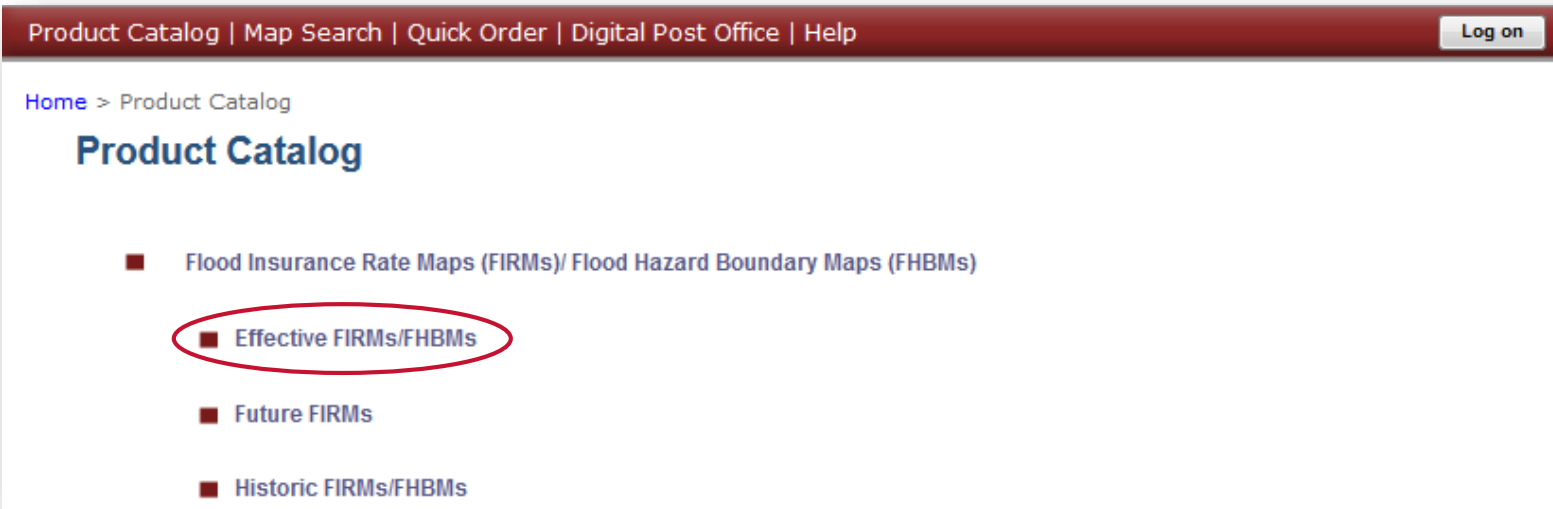 Product Catalog | Map Search | Quick Order | Digital Post Office | Help Log on
Home > Product Catalog
Product Catalog
Flood Insurance Rate Maps (FIRMs)/ Flood Hazard Boundary Maps (FHBMs)
Effective FIRMs/FHBMs
Future FIRMs
Historic FIRMs/FHBMs